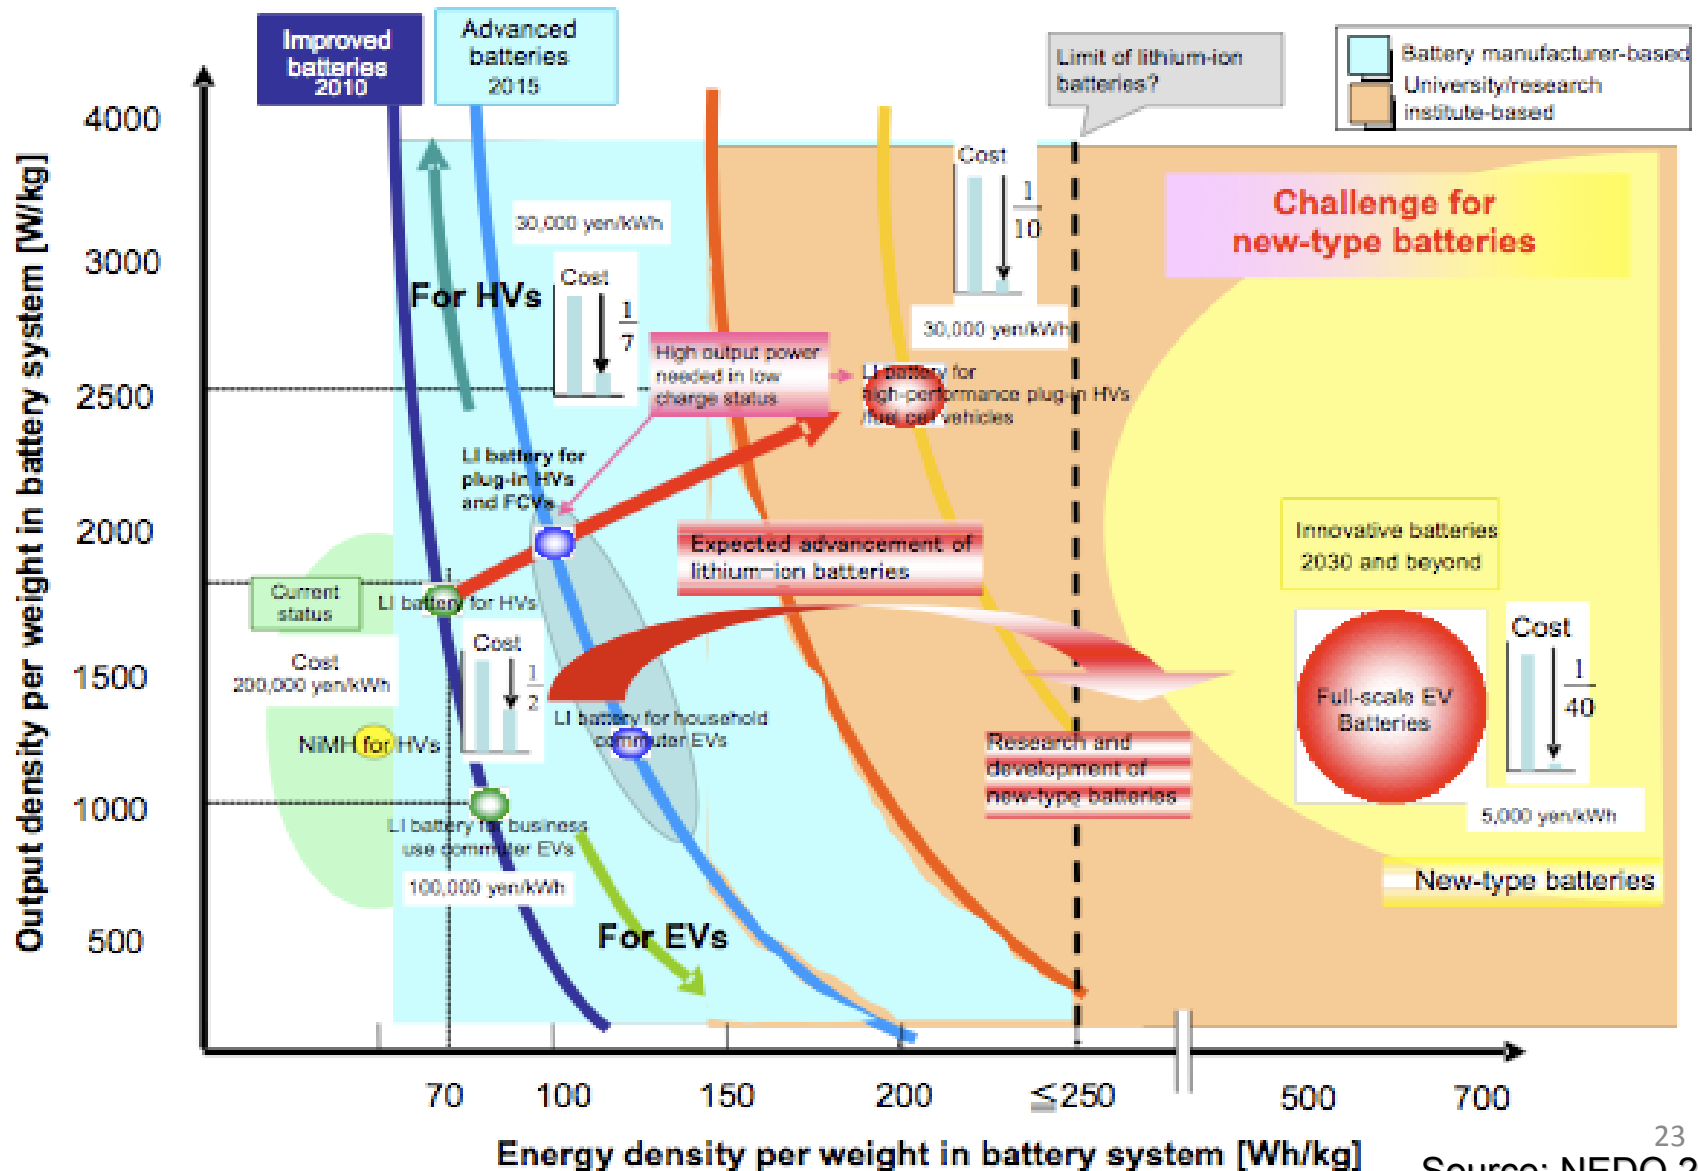 Improved
batteries
2010
Advanced
batteries
2015
Limit of lithium-ion
batteries?
Battery manufacturer-based
University/research
institute-based
Output density per weight in battery system [W/kg]
4000
3000
2500
2000
1500
1000
500
Challenge for
new-type batteries
30,000 yen/kWh
Cost
1
7
For HVs
Cost
1
10
30,000 yen/kWh
High output power
needed in low
charge status
LI battery for
high-performance plug-in HVs
/fuel cell vehicles
LI battery for
plug-in HVs
and FCVs
Expected advancement of
lithium-ion batteries
Innovative batteries
2030 and beyond
Current
status
LI battery for HVs
Cost
200,000 yen/kWh
Cost
1
2
NiMH for HVs
LI battery for household
commuter EVs
Research and
development of
new-type batteries
Full-scale EV
Batteries
Cost
1
40
5,000 yen/kWh
LI battery for business
use commuter EVs
100,000 yen/kWh
For EVs
New-type batteries
70
100
150
200
≦250
500
700
Energy density per weight in battery system [Wh/kg]
23
Source: NEDO 2